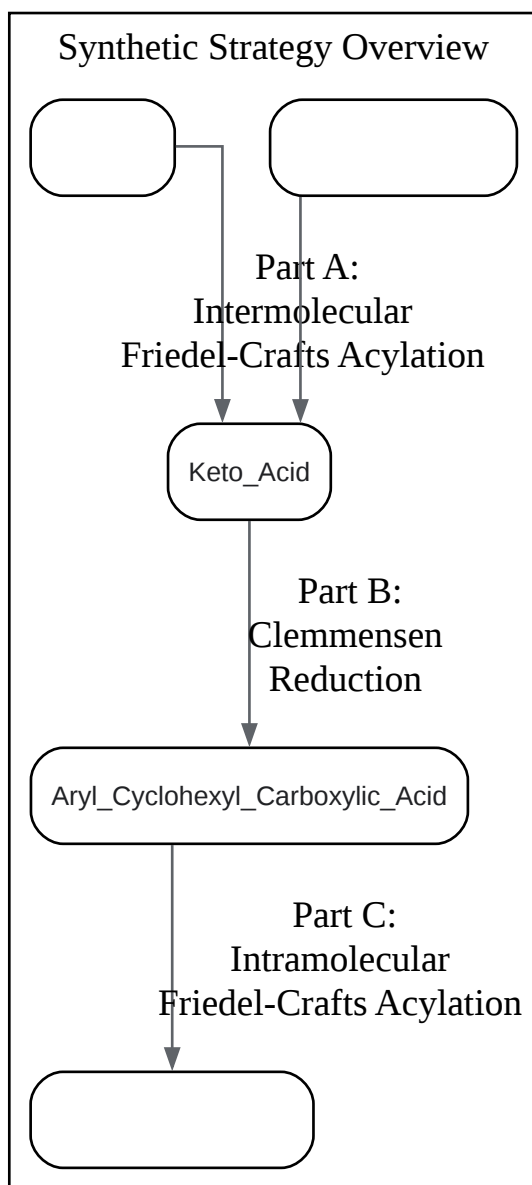 Synthetic Strategy Overview
Part A:
Intermolecular
Friedel-Crafts Acylation
Keto_Acid
Part B:
Clemmensen
Reduction
Aryl_Cyclohexyl_Carboxylic_Acid
Part C:
Intramolecular
Friedel-Crafts Acylation